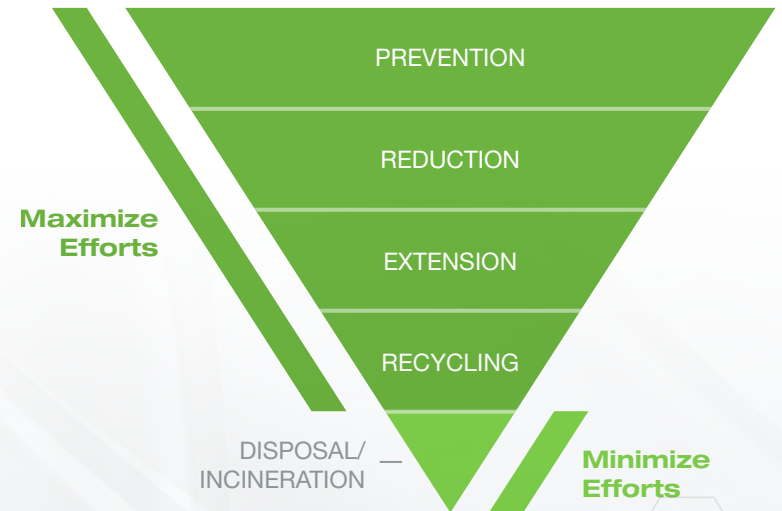 PREVENTION
REDUCTION
Maximize
Efforts
EXTENSION
RECYCLING
DISPOSAL/
INCINERATION
Minimize
Efforts